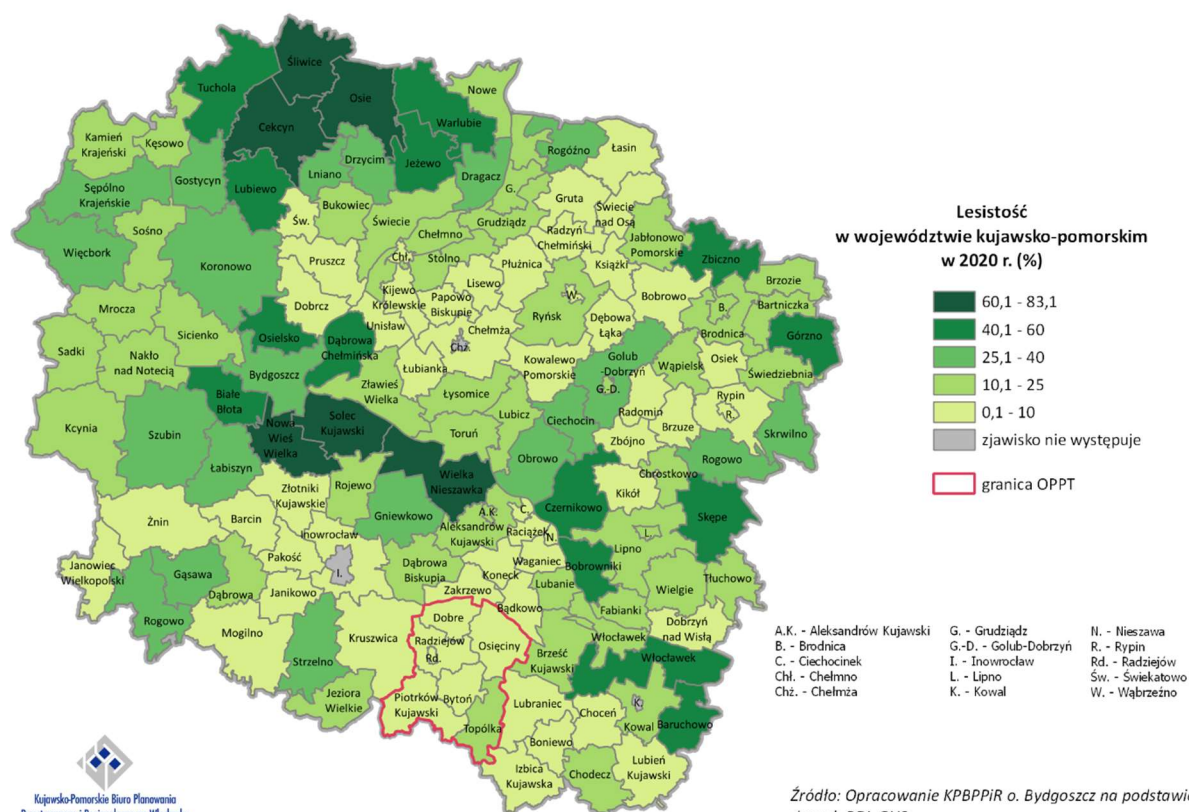 Śliwice
Tuchola
Osie
Nowe
Cekcyn
Warlubie
Kamień
Krajeński
Kęsowo
Jeżewo
Rogóźno
Łasin
Drzycim
Lniano
Dragacz
Gostycyn
Lubiewo
Sępólno
Krajeńskie
G.
Gruta
Św.
Bukowiec
Świecie
Grudziądz
Świecie
nad Osą
Sośno
Chełmno
Radzyń
Chełmiński
Jabłonowo
Pomorskie
Więcbork
Koronowo
Pruszcz
Chł.
Stolno
Płużnica
Książki
Zbiczno
Brzozie
Mrocza
Dobrcz
Kijewo
Królewskie
Papowo
Biskupie
Lisewo
W.
Ryńsk
Bobrowo
B.
Bartniczka
Unisław
Chełmża
Dębowa
Łąka
Brodnica
Górzno
Sicienko
Osielsko
Dąbrowa
Chełmińska
Chż.
Sadki
Nakło
nad Notecią
Łubianka
Kowalewo
Pomorskie
Golub
-Dobrzyń
Wąpielsk
Osiek
Świedziebnia
Bydgoszcz
Zławieś
Wielka
Łysomice
G.-D.
Rypin
R.
Białe
Błota
Solec
Kujawski
Lubicz
Ciechocin
Radomin
Kcynia
Szubin
Nowa
Wieś
Wielka
Toruń
Brzuze
Skrwilno
Zbójno
Łabiszyn
Obrowo
Rogowo
Złotniki
Kujawskie
Rojewo
Wielka
Nieszawka
Chrostkowo
Kikół
Czernikowo
Skępe
Żnin
Barcin
Gniewkowo
A.K.
C.
Inowrocław
Aleksandrów
Kujawski
Raciążek
N.
L.
Lipno
Pakość
I.
Dąbrowa
Biskupia
Waganiec
Bobrowniki
Janowiec
Wielkopolski
Gąsawa
Koneck
Lubanie
Tłuchowo
Dąbrowa
Janikowo
Zakrzewo
Wielgie
Bądkowo
Fabianki
Rogowo
Dobre
Dobrzyń
nad Wisłą
Mogilno
Kruszwica
Radziejów
Osięciny
Włocławek
Strzelno
Rd.
Brześć
Kujawski
Włocławek
Jeziora
Wielkie
Piotrków
Kujawski
Bytoń
Lubraniec
K.
Choceń
Topólka
Kowal
Baruchowo
Boniewo
Izbica
Kujawska
Chodecz
Lubień
Kujawski
Lesistość
w województwie kujawsko-pomorskim
w 2020 r. (%)
60,1 - 83,1
40,1 - 60
25,1 - 40
10,1 - 25
0,1 - 10
zjawisko nie występuje
granica OPPT
A.K. - Aleksandrów Kujawski
B. - Brodnica
C. - Ciechocinek
Chł. - Chełmno
Chż. - Chełmża
G. - Grudziądz
G.-D. - Golub-Dobrzyń
I. - Inowrocław
L. - Lipno
K. - Kowal
N. - Nieszawa
R. - Rypin
Rd. - Radziejów
Św. - Świekatowo
W. - Wąbrzeźno
Kujawsko-Pomorskie Biuro Planowania
Źródło: Opracowanie KPBPPiR o. Bydgoszcz na podstawie